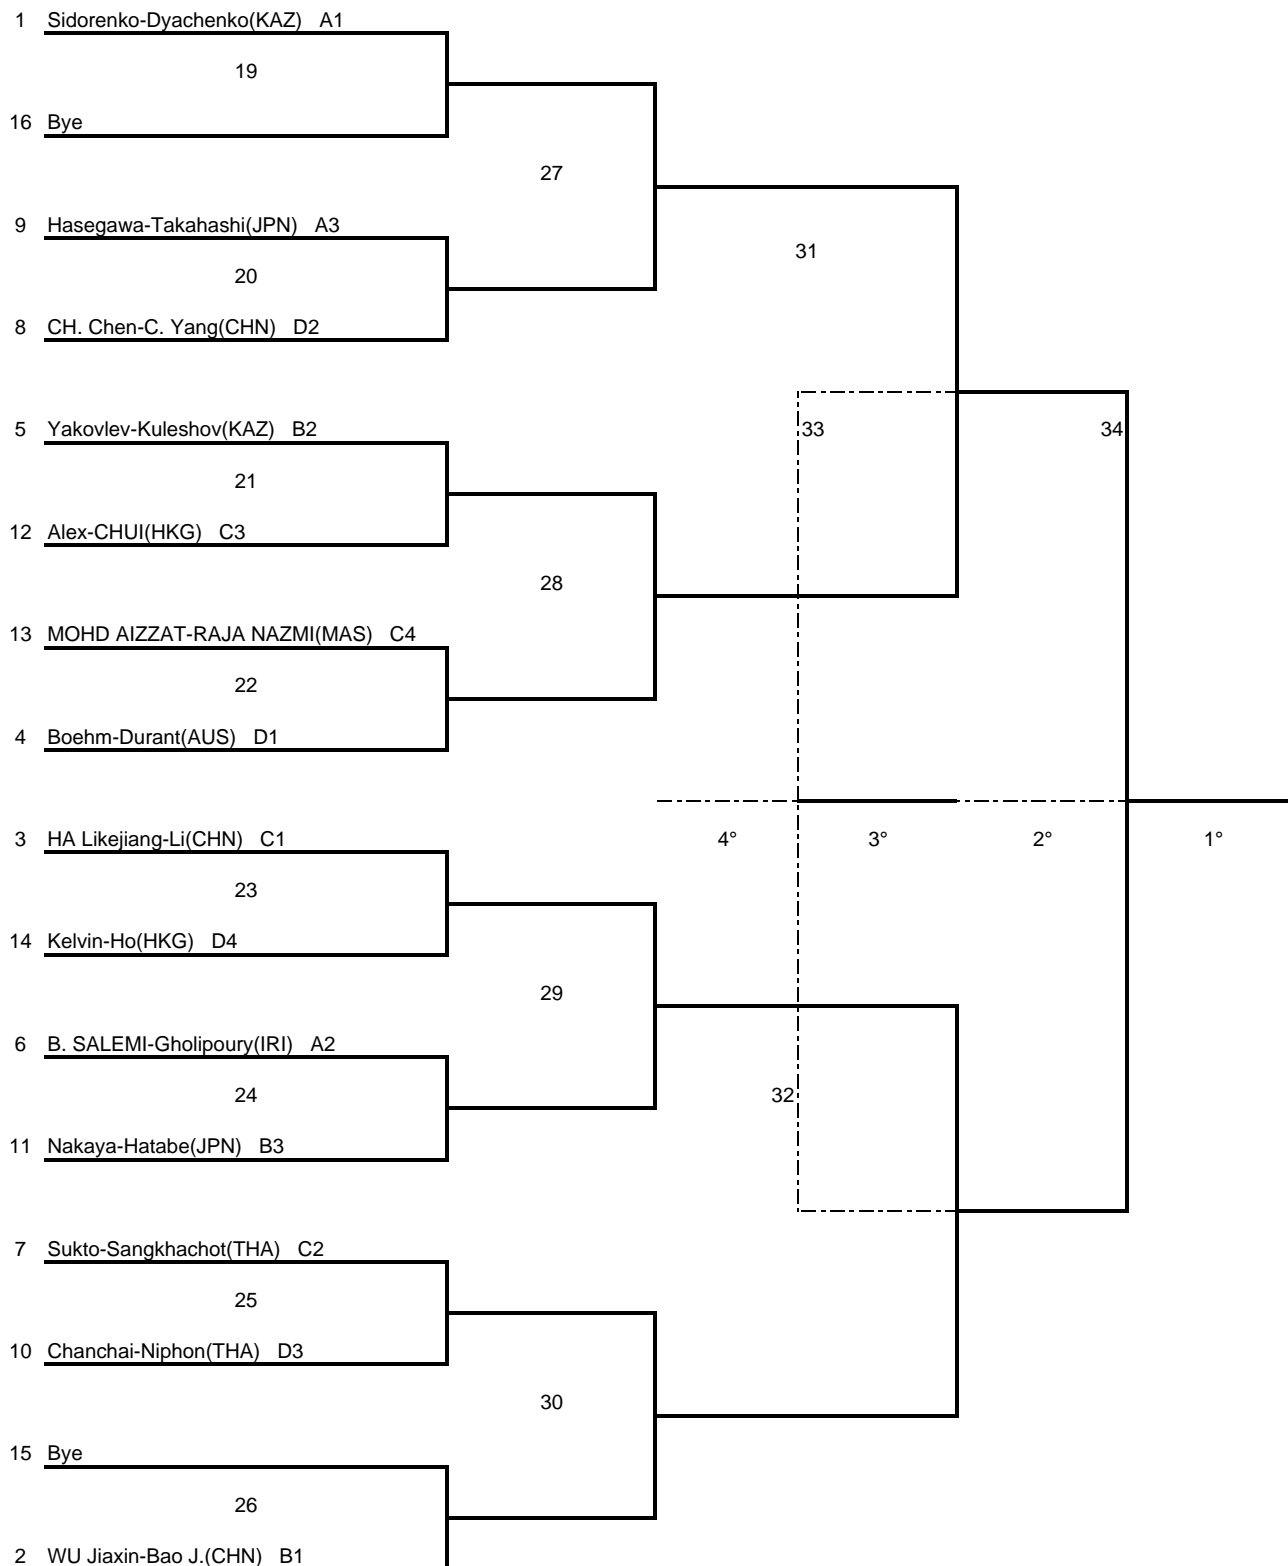 1 Sidorenko-Dyachenko(KAZ) A1
19
16 Bye
27
9 Hasegawa-Takahashi(JPN) A3
31
20
8 CH. Chen-C. Yang(CHN) D2
5 Yakovlev-Kuleshov(KAZ) B2
33
34
21
12 Alex-CHUI(HKG) C3
28
13 MOHD AIZZAT-RAJA NAZMI(MAS) C4
22
4 Boehm-Durant(AUS) D1
3 HA Likejiang-Li(CHN) C1
4° 3° 2° 1°
23
14 Kelvin-Ho(HKG) D4
29
6 B. SALEMI-Gholipoury(IRI) A2
24
32
11 Nakaya-Hatabe(JPN) B3
7 Sukto-Sangkhachot(THA) C2
25
10 Chanchai-Niphon(THA) D3
30
15 Bye
26
2 WU Jiaxin-Bao J.(CHN) B1